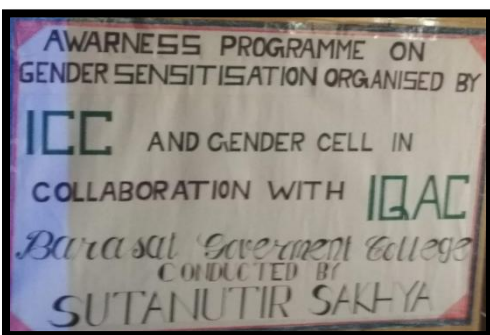 AWARNESS PROGRAMME ON
GENDER SENSITISATION ORGANISED BY
ICC AND GENDER CELL IN
COLLABORATION WITH IQAC
Barasat Goverment College
CONDUCTED BY
SUTANUTIR SAKHYA